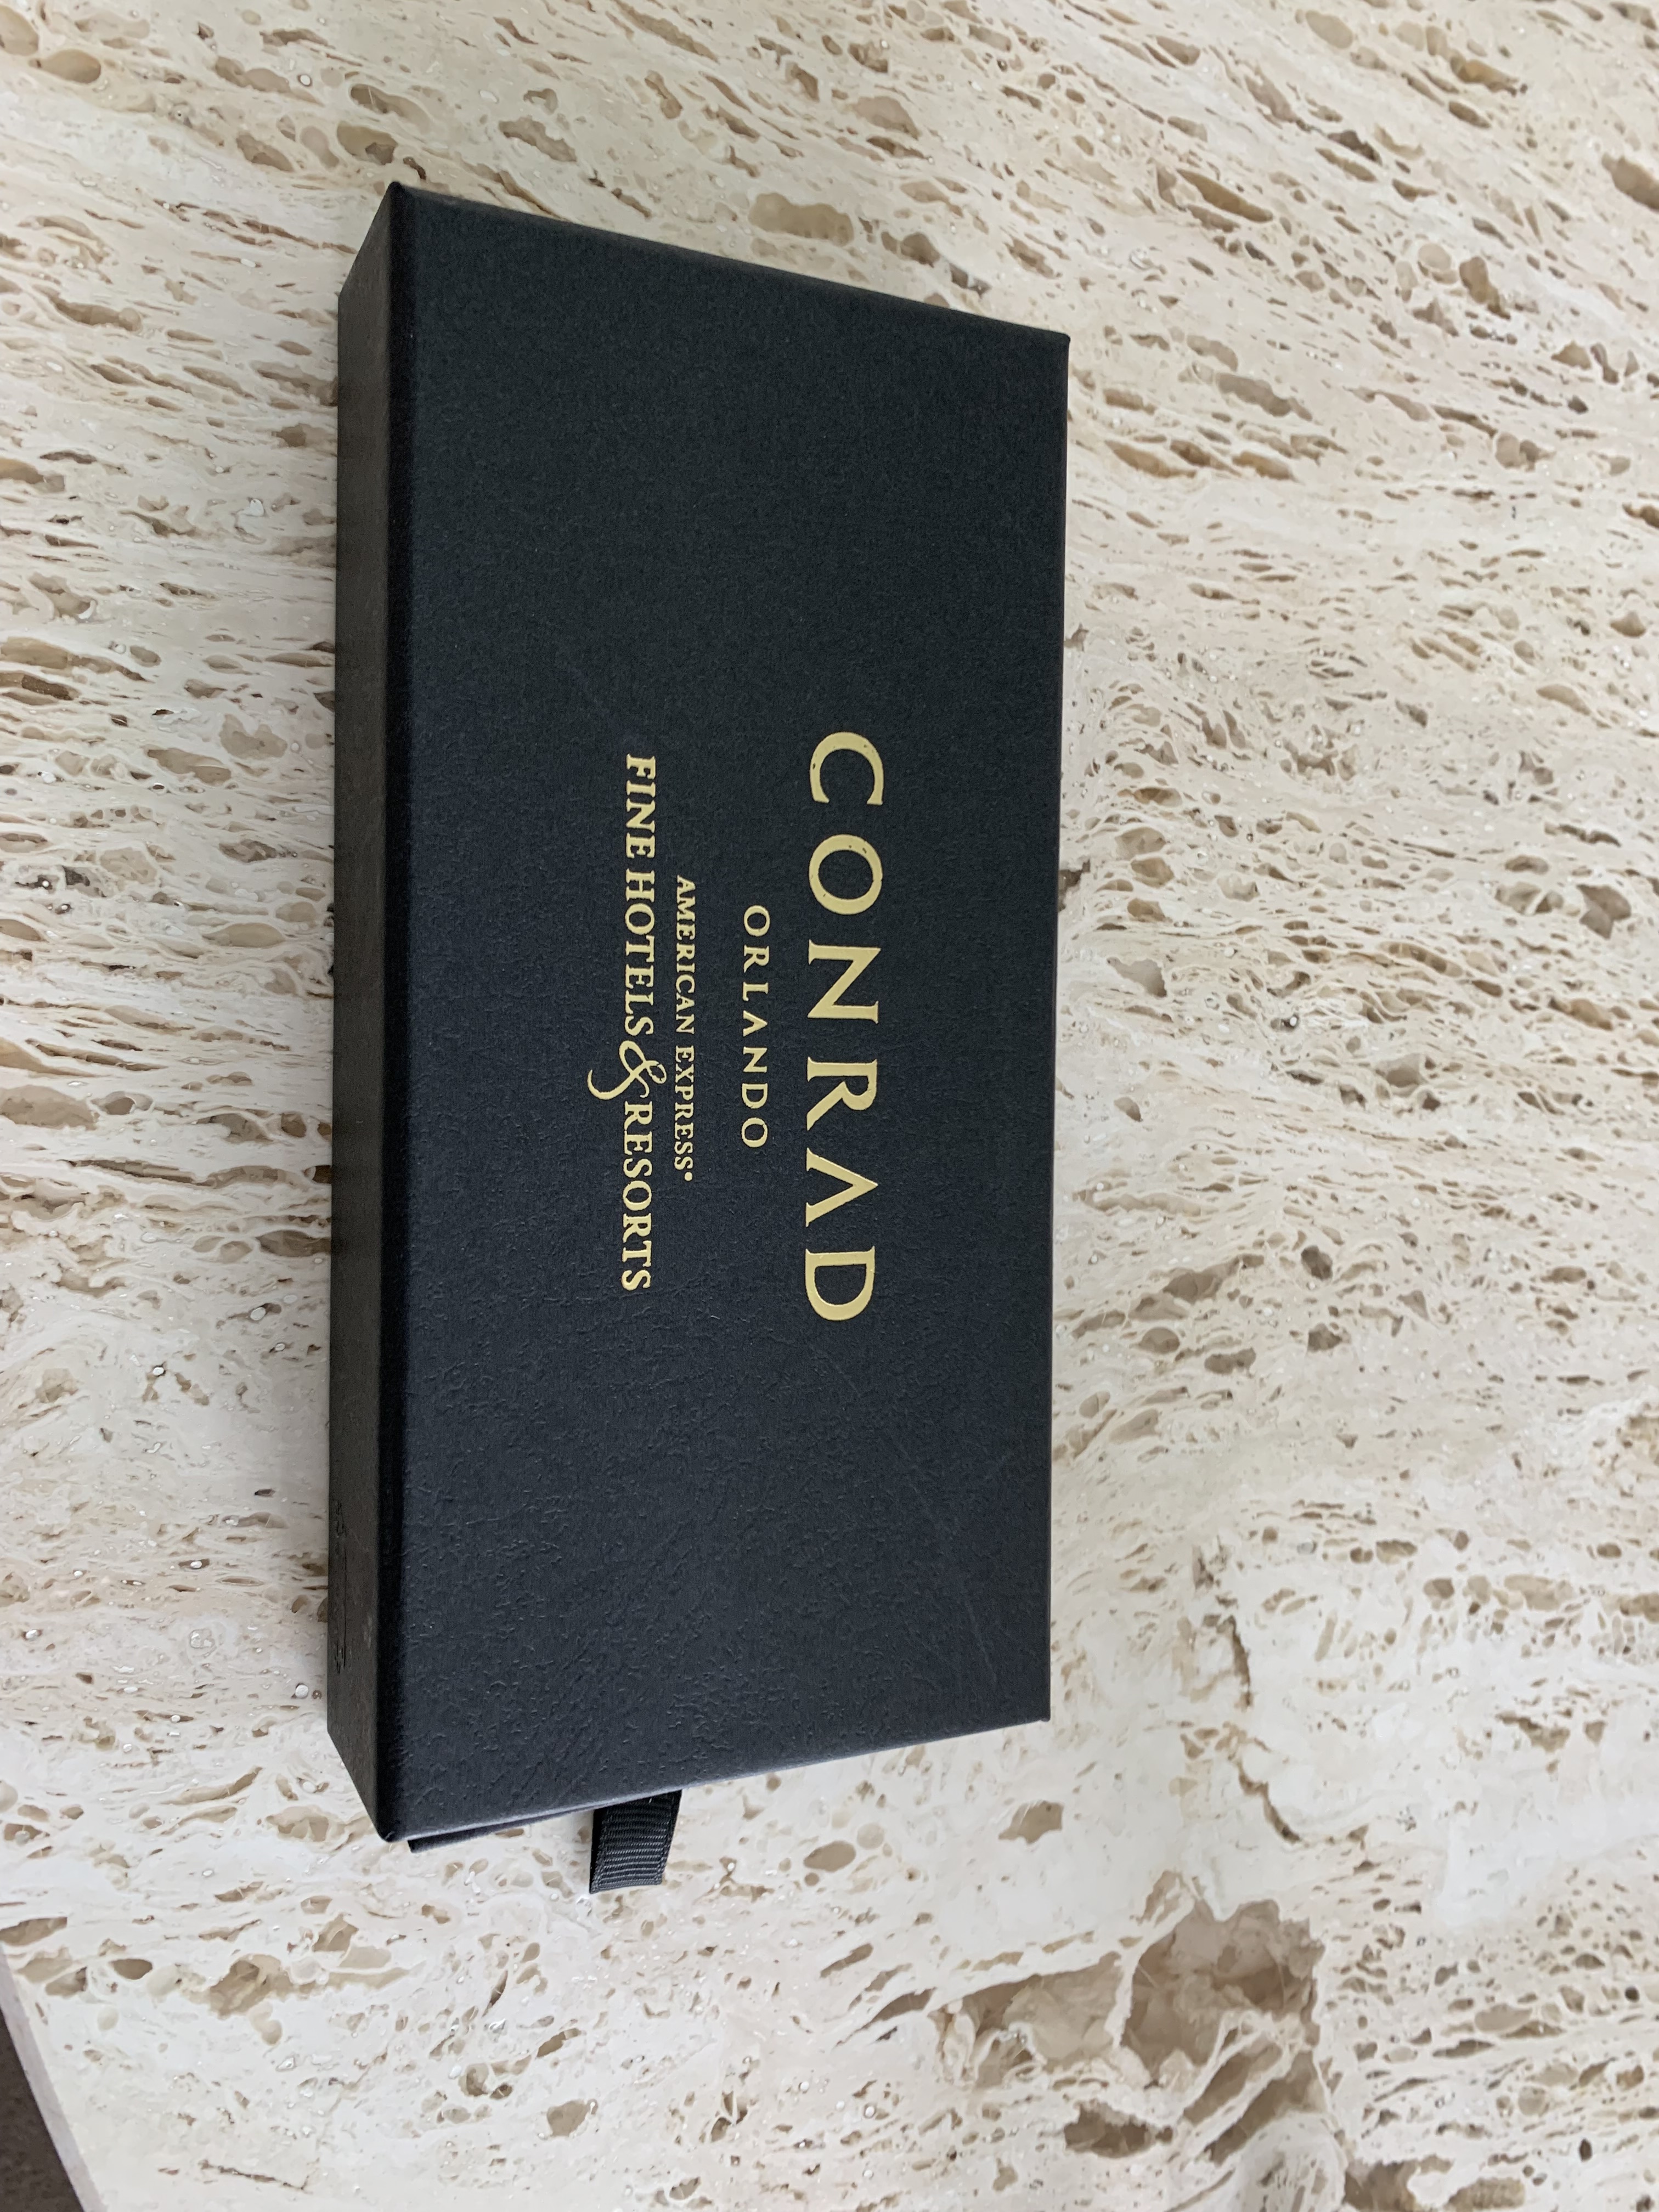 CONRAD
ORLANDO
AMERICAN EXPRESS®
FINE HOTELS & RESORTS